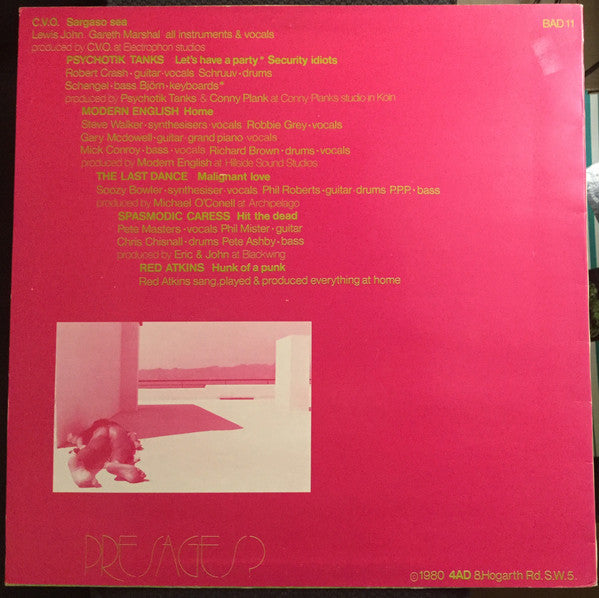 C.V.O. Sargaso sea
BAD 11
Lewis John, Gareth Marshal all instruments & vocals
produced by C.V.O. at Electrophon studios
PSYCHOTIK TANKS Let's have a party* Security idiots
Robert Crash·guitar·vocals Schruuv·drums
Schengel·bass Björn·keyboards*
produced by Psychotik Tanks & Conny Plank at Conny Planks studio in Köln
MODERN ENGLISH Home
Steve Walker·synthesisers·vocals Robbie Grey·vocals
Gary Mcdowell·guitar·grand piano vocals
Mick Conroy·bass·vocals Richard Brown·drums·vocals
produced by Modern English at Hillside Sound Studios
THE LAST DANCE Malignant love
Soozy Bowler·synthesiser·vocals Phil Roberts·guitar·drums P.P.P.·bass
produced by Michael O'Conell at Archipelago
SPASMODIC CARESS Hit the dead
Pete Masters·vocals Phil Mister·guitar
Chris Chisnall·drums Pete Ashby·bass
produced by Eric & John at Blackwing
RED ATKINS Hunk of a punk
Red Atkins sang, played & produced everything at home
PRESAGES?
©1980 4AD 8.Hogarth Rd. S.W.5.